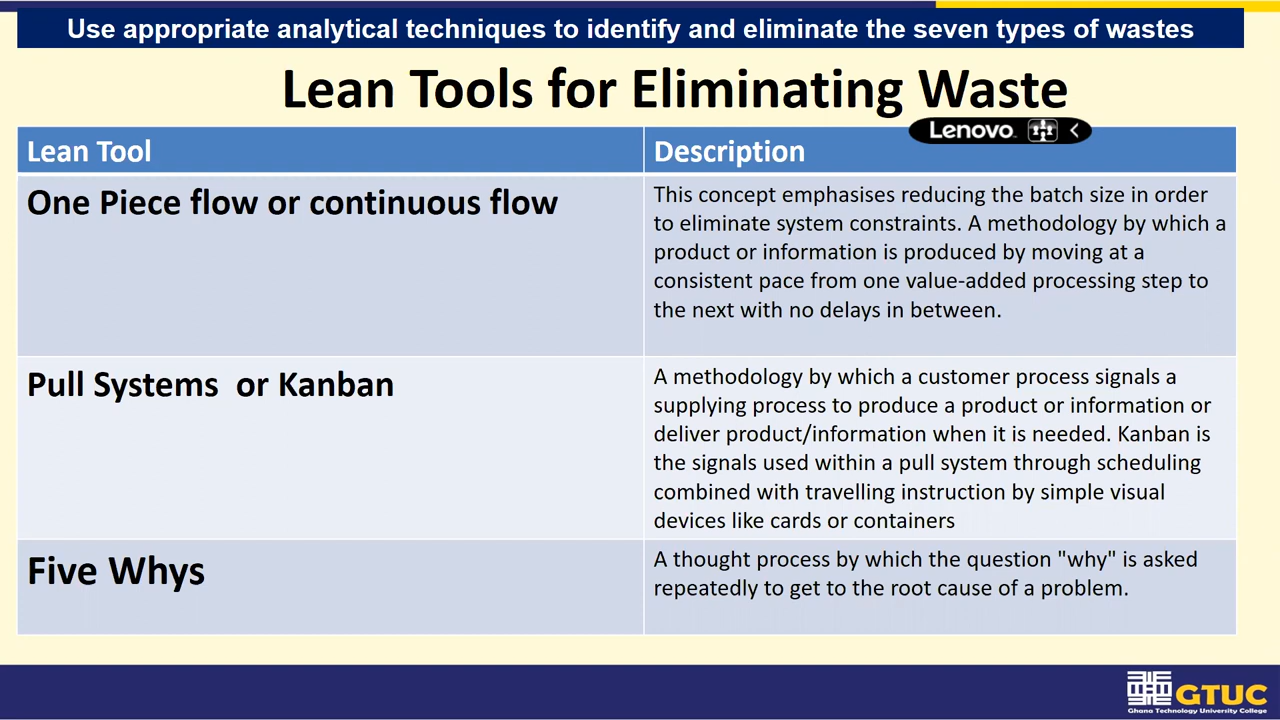 Use appropriate analytical techniques to identify and eliminate the seven types of wastes
Lean Tools for Eliminating Waste
Lenovo
Lean Tool
Description
One Piece flow or continuous flow
This concept emphasises reducing the batch size in order
to eliminate system constraints. A methodology by which a
product or information is produced by moving at a
consistent pace from one value-added processing step to
the next with no delays in between.
Pull Systems  or Kanban
A methodology by which a customer process signals a
supplying process to produce a product or information or
deliver product/information when it is needed. Kanban is
the signals used within a pull system through scheduling
combined with travelling instruction by simple visual
devices like cards or containers
Five Whys
A thought process by which the question "why" is asked
repeatedly to get to the root cause of a problem.
GTUC
Ghana Technology University College